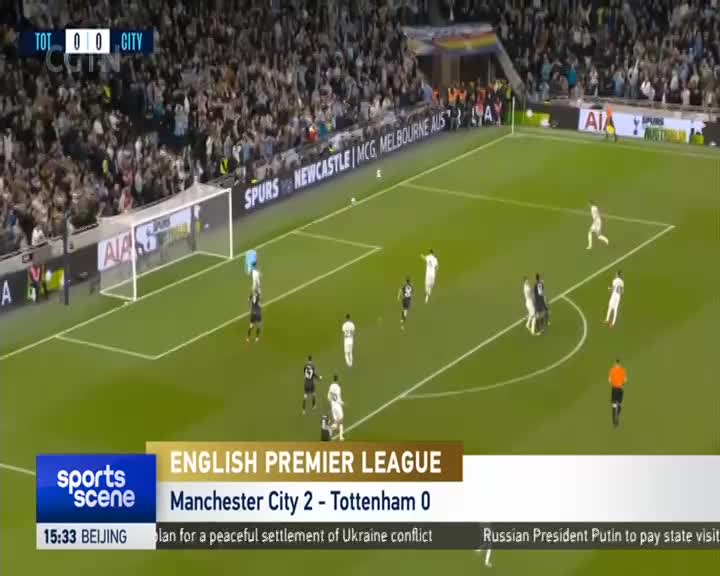 TOT 0 0 CITY
CGTN
SPURS VS NEWCASTLE | MCG, MELBOURNE AUS
AIA
AIA
SPURS
A
ENGLISH PREMIER LEAGUE
sports
scene
Manchester City 2 - Tottenham 0
15:33 BEIJING
plan for a peaceful settlement of Ukraine conflict
Russian President Putin to pay state visit